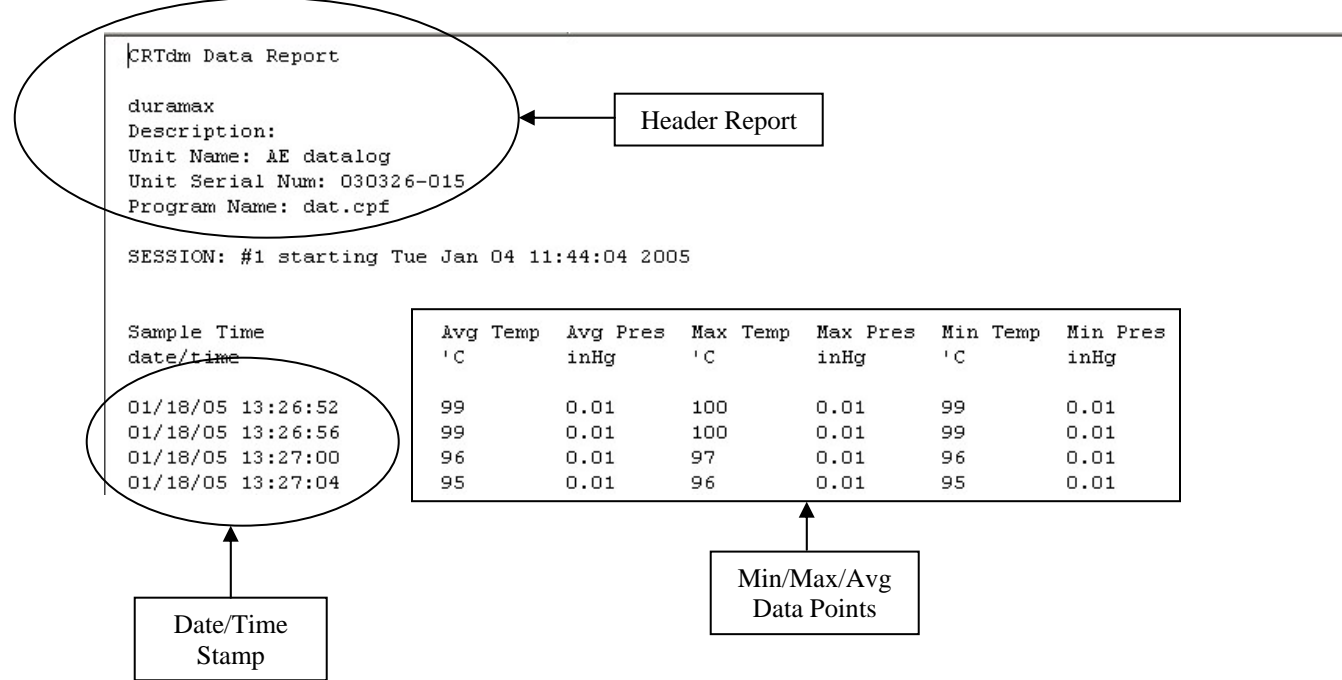 CRTdm Data Report
duramax
Description:
Unit Name: AE datalog
Unit Serial Num: 030326-015
Program Name: dat.cpf
Header Report
SESSION: #1 starting Tue Jan 04 11:44:04 2005
Sample Time Avg Temp Avg Pres Max Temp Max Pres Min Temp Min Pres
date/time 'C inHg 'C inHg 'C inHg
01/18/05 13:26:52 99 0.01 100 0.01 99 0.01
01/18/05 13:26:56 99 0.01 100 0.01 99 0.01
01/18/05 13:27:00 96 0.01 97 0.01 96 0.01
01/18/05 13:27:04 95 0.01 96 0.01 95 0.01
Min/Max/Avg
Data Points
Date/Time
Stamp